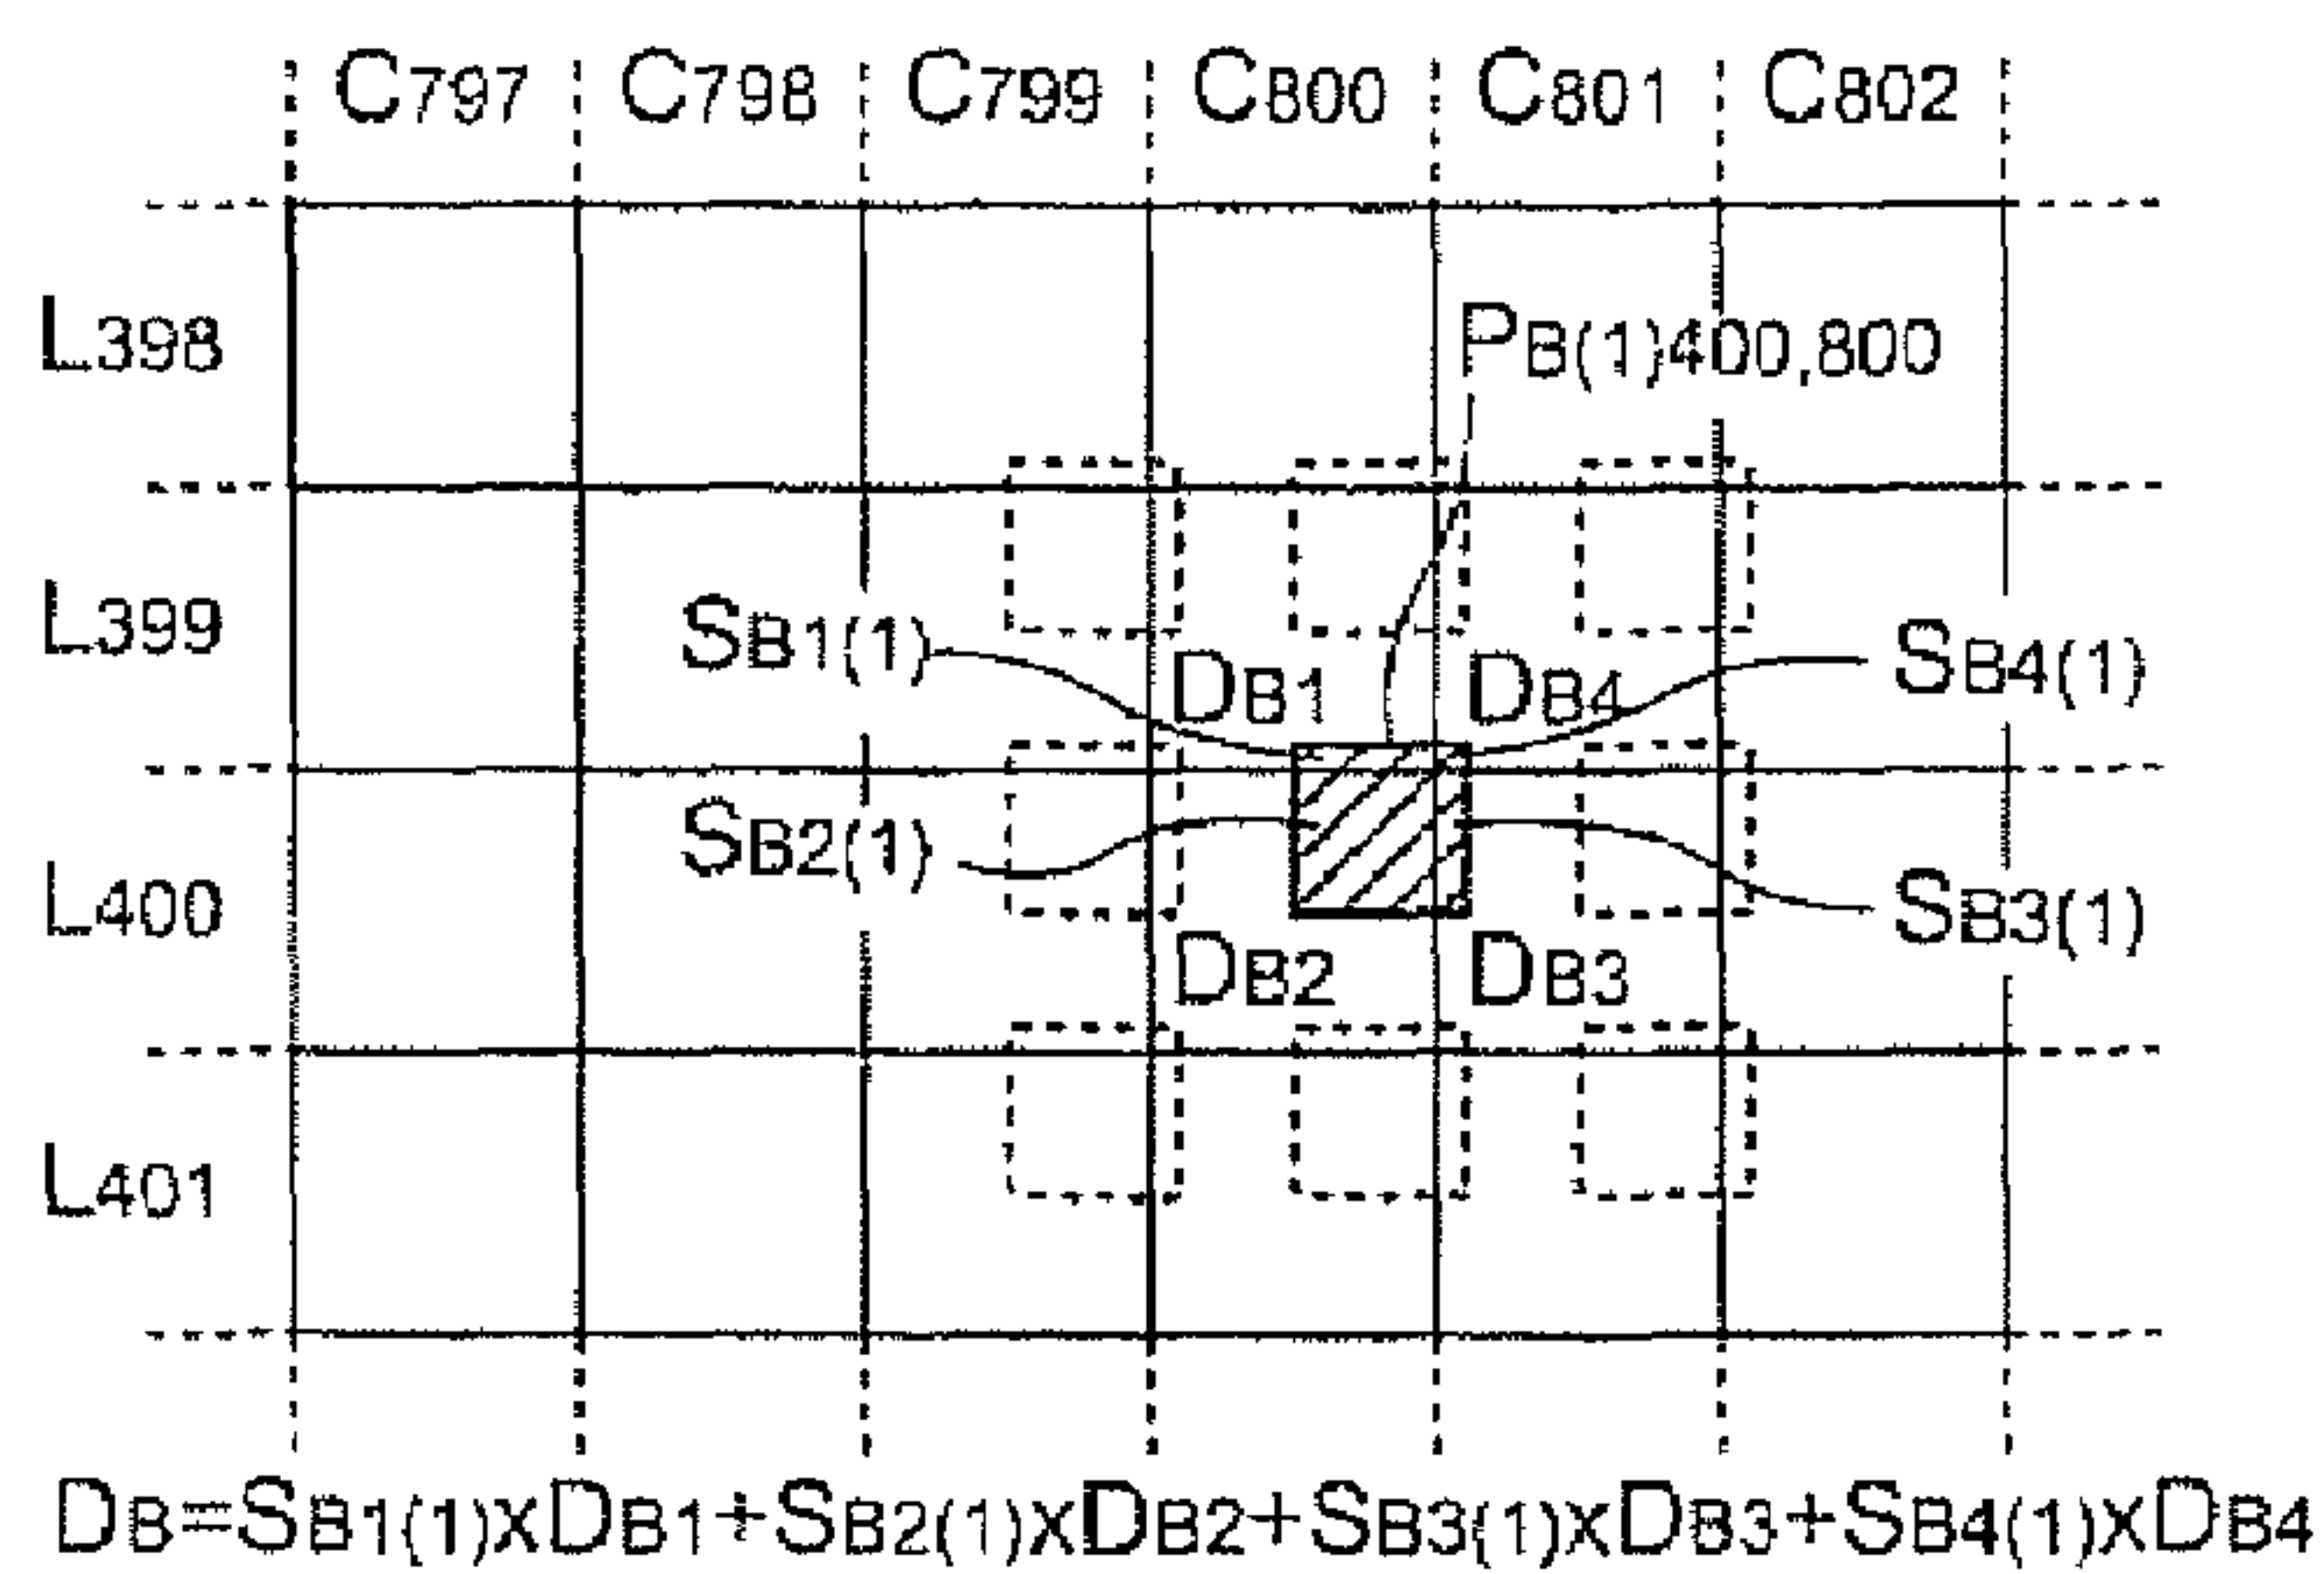 C797 C798 C799 C800 C801 C802
L398
PB(1)400,800
L399
SB1(1)
DB1
DB4
SB4(1)
SB2(1)
L400
SB3(1)
DB2
DB3
L401
DB=SB1(1)xDB1+SB2(1)xDB2+SB3(1)xDB3+SB4(1)xDB4